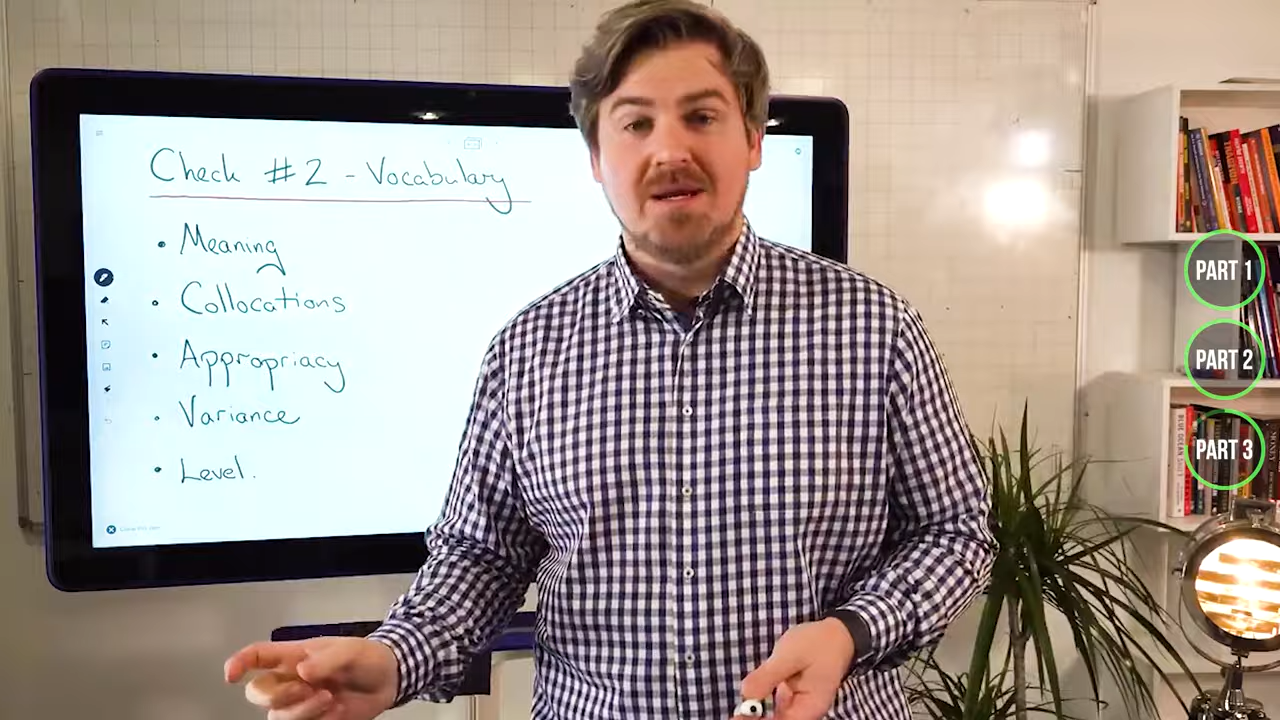 Check #2 - Vocabulary
• Meaning
• Collocations
• Appropriacy
• Variance
• Level.
PART 1
PART 2
PART 3